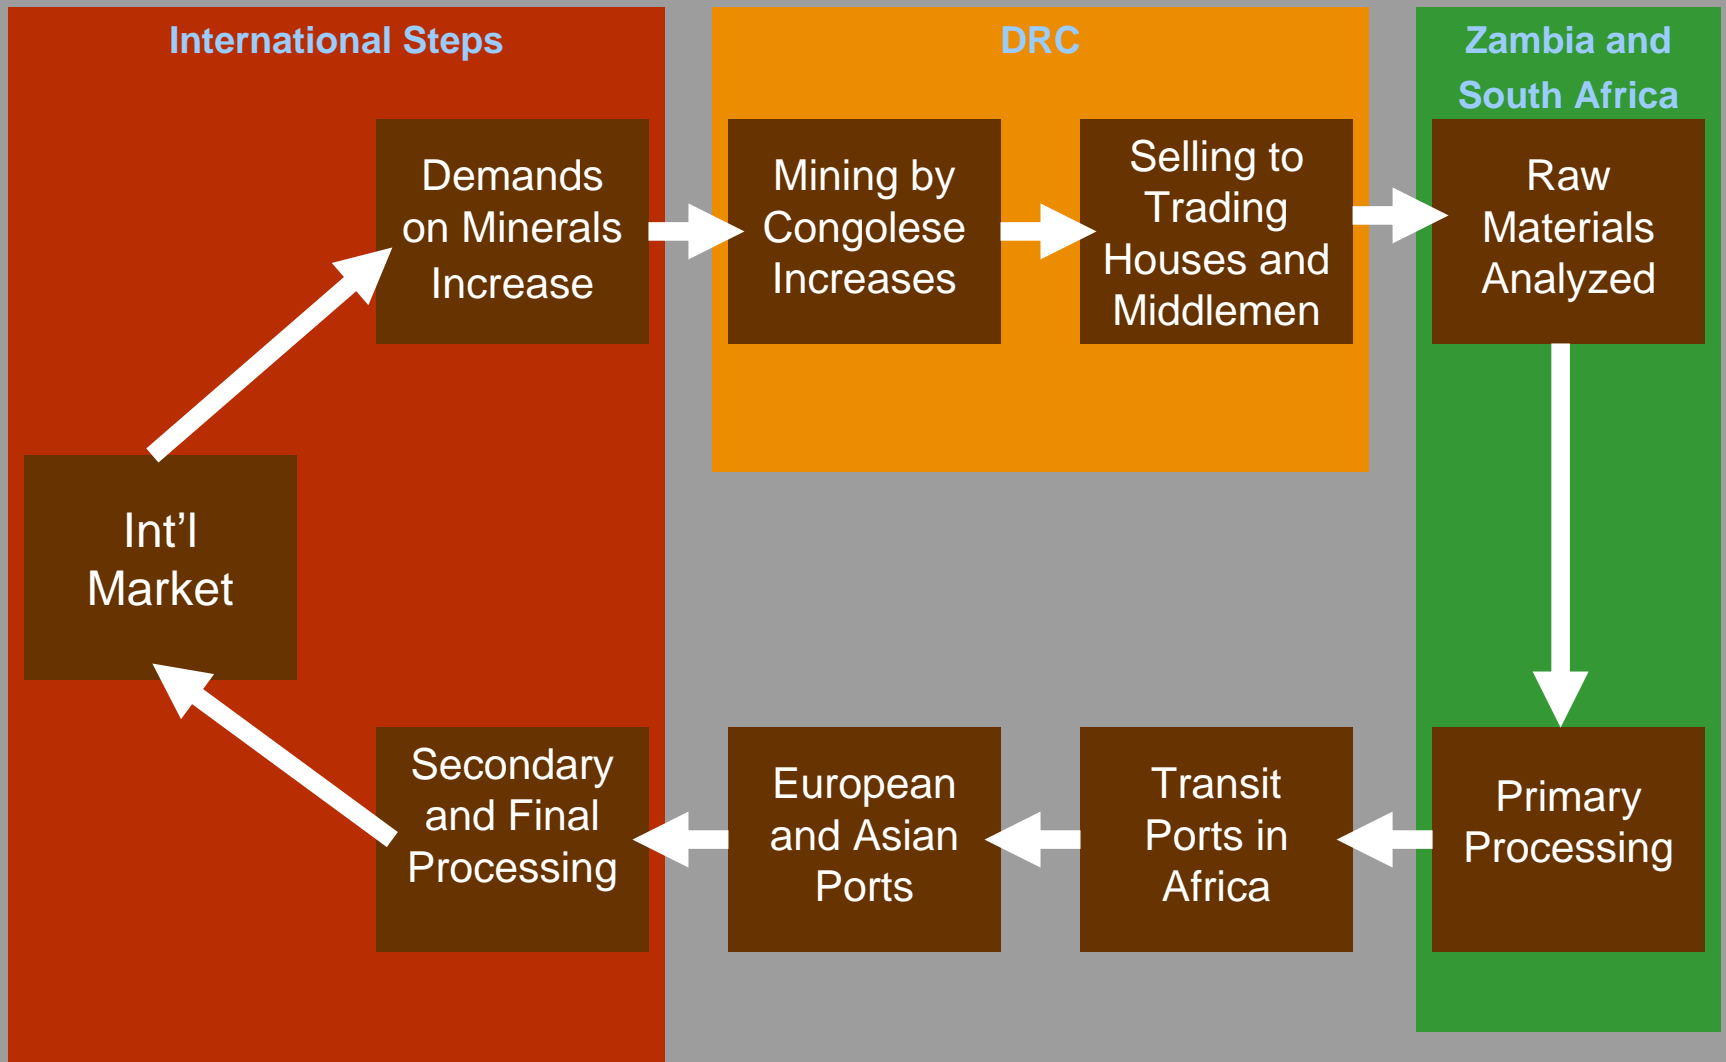 International Steps
DRC
Zambia and
South Africa
Demands
on Minerals
Increase
Mining by
Congolese
Increases
Selling to
Trading
Houses and
Middlemen
Raw
Materials
Analyzed
Int’l
Market
Secondary
and Final
Processing
European
and Asian
Ports
Transit
Ports in
Africa
Primary
Processing